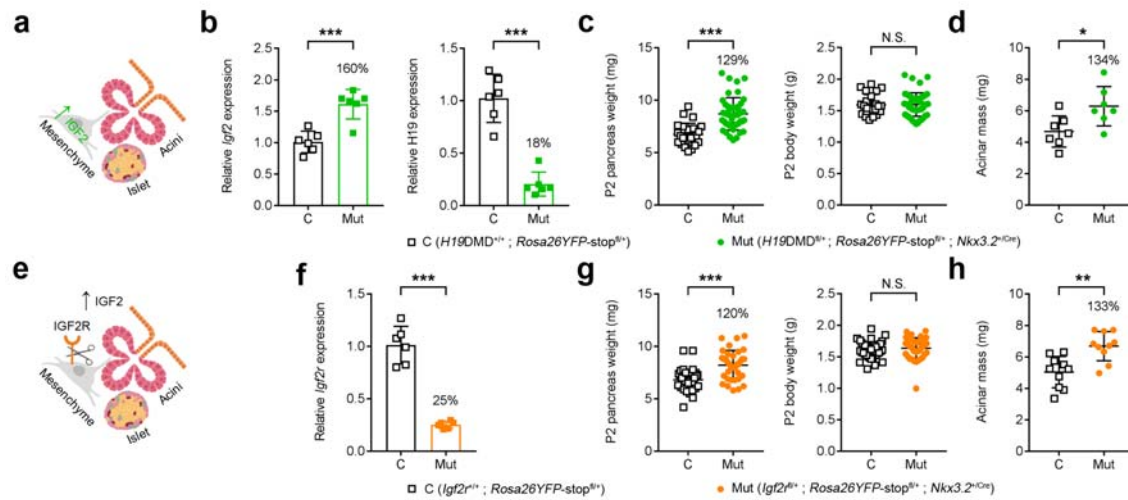 a
IGF2
Mesenchyme
Acini
Islet
b
***
160%
Relative Igf2 expression
2.5
2.0
1.5
1.0
0.5
0.0
C
Mut
***
18%
Relative H19 expression
1.5
1.0
0.5
0.0
C
Mut
c
***
129%
P2 pancreas weight (mg)
15
10
5
0
C
Mut
N.S.
P2 body weight (g)
2.5
2.0
1.5
1.0
0.5
0.0
C
Mut
d
*
134%
Acinar mass (mg)
10
8
6
4
2
0
C
Mut
C (H19DMD+/+ ; Rosa26YFP-stopfl/+)
Mut (H19DMDfl/+ ; Rosa26YFP-stopfl/+ ; Nkx3.2+/Cre)
e
IGF2
IGF2R
Mesenchyme
Acini
Islet
f
***
25%
Relative Igf2r expression
1.5
1.0
0.5
0.0
C
Mut
g
***
120%
P2 pancreas weight (mg)
15
10
5
0
C
Mut
N.S.
P2 body weight (g)
2.5
2.0
1.5
1.0
0.5
0.0
C
Mut
h
**
133%
Acinar mass (mg)
10
8
6
4
2
0
C
Mut
C (Igf2r+/+ ; Rosa26YFP-stopfl/+)
Mut (Igf2rfl/+ ; Rosa26YFP-stopfl/+ ; Nkx3.2+/Cre)